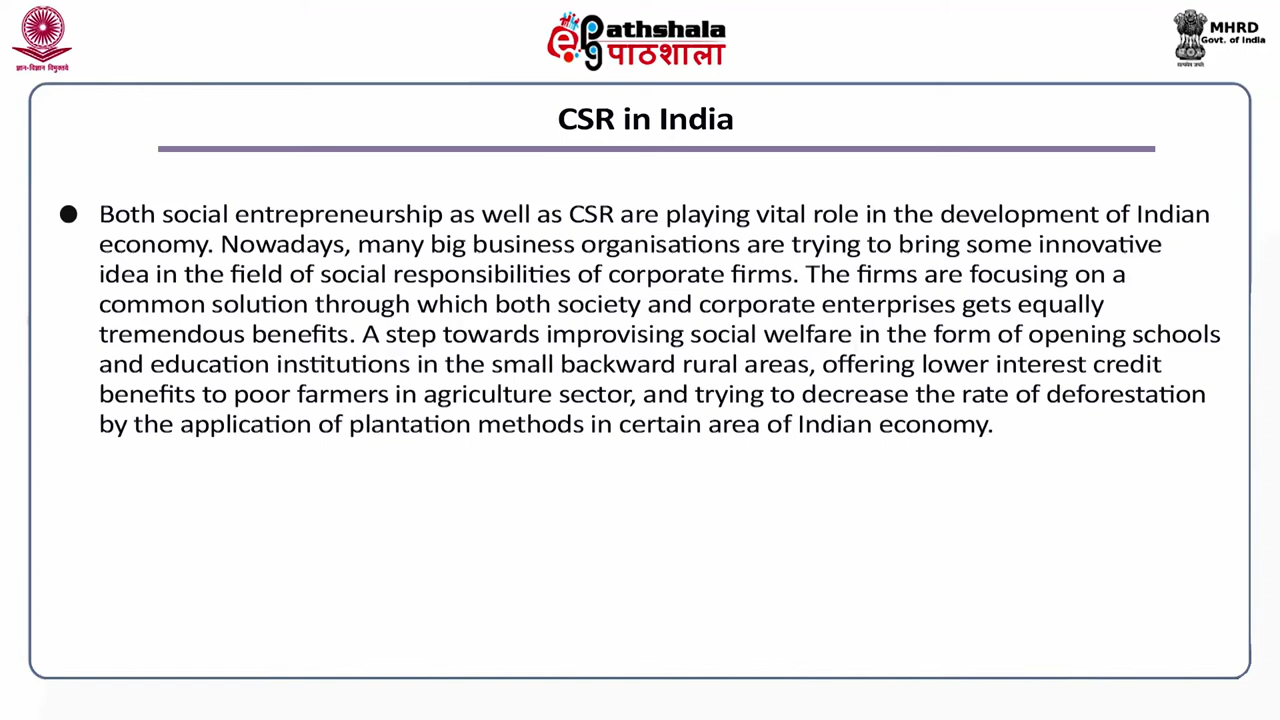 ज्ञान-विज्ञान विमुक्तये
ePG Pathshala
पाठशाला
MHRD
Govt. of India
सत्यमेव जयते
CSR in India
● Both social entrepreneurship as well as CSR are playing vital role in the development of Indian
economy. Nowadays, many big business organisations are trying to bring some innovative
idea in the field of social responsibilities of corporate firms. The firms are focusing on a
common solution through which both society and corporate enterprises gets equally
tremendous benefits. A step towards improvising social welfare in the form of opening schools
and education institutions in the small backward rural areas, offering lower interest credit
benefits to poor farmers in agriculture sector, and trying to decrease the rate of deforestation
by the application of plantation methods in certain area of Indian economy.